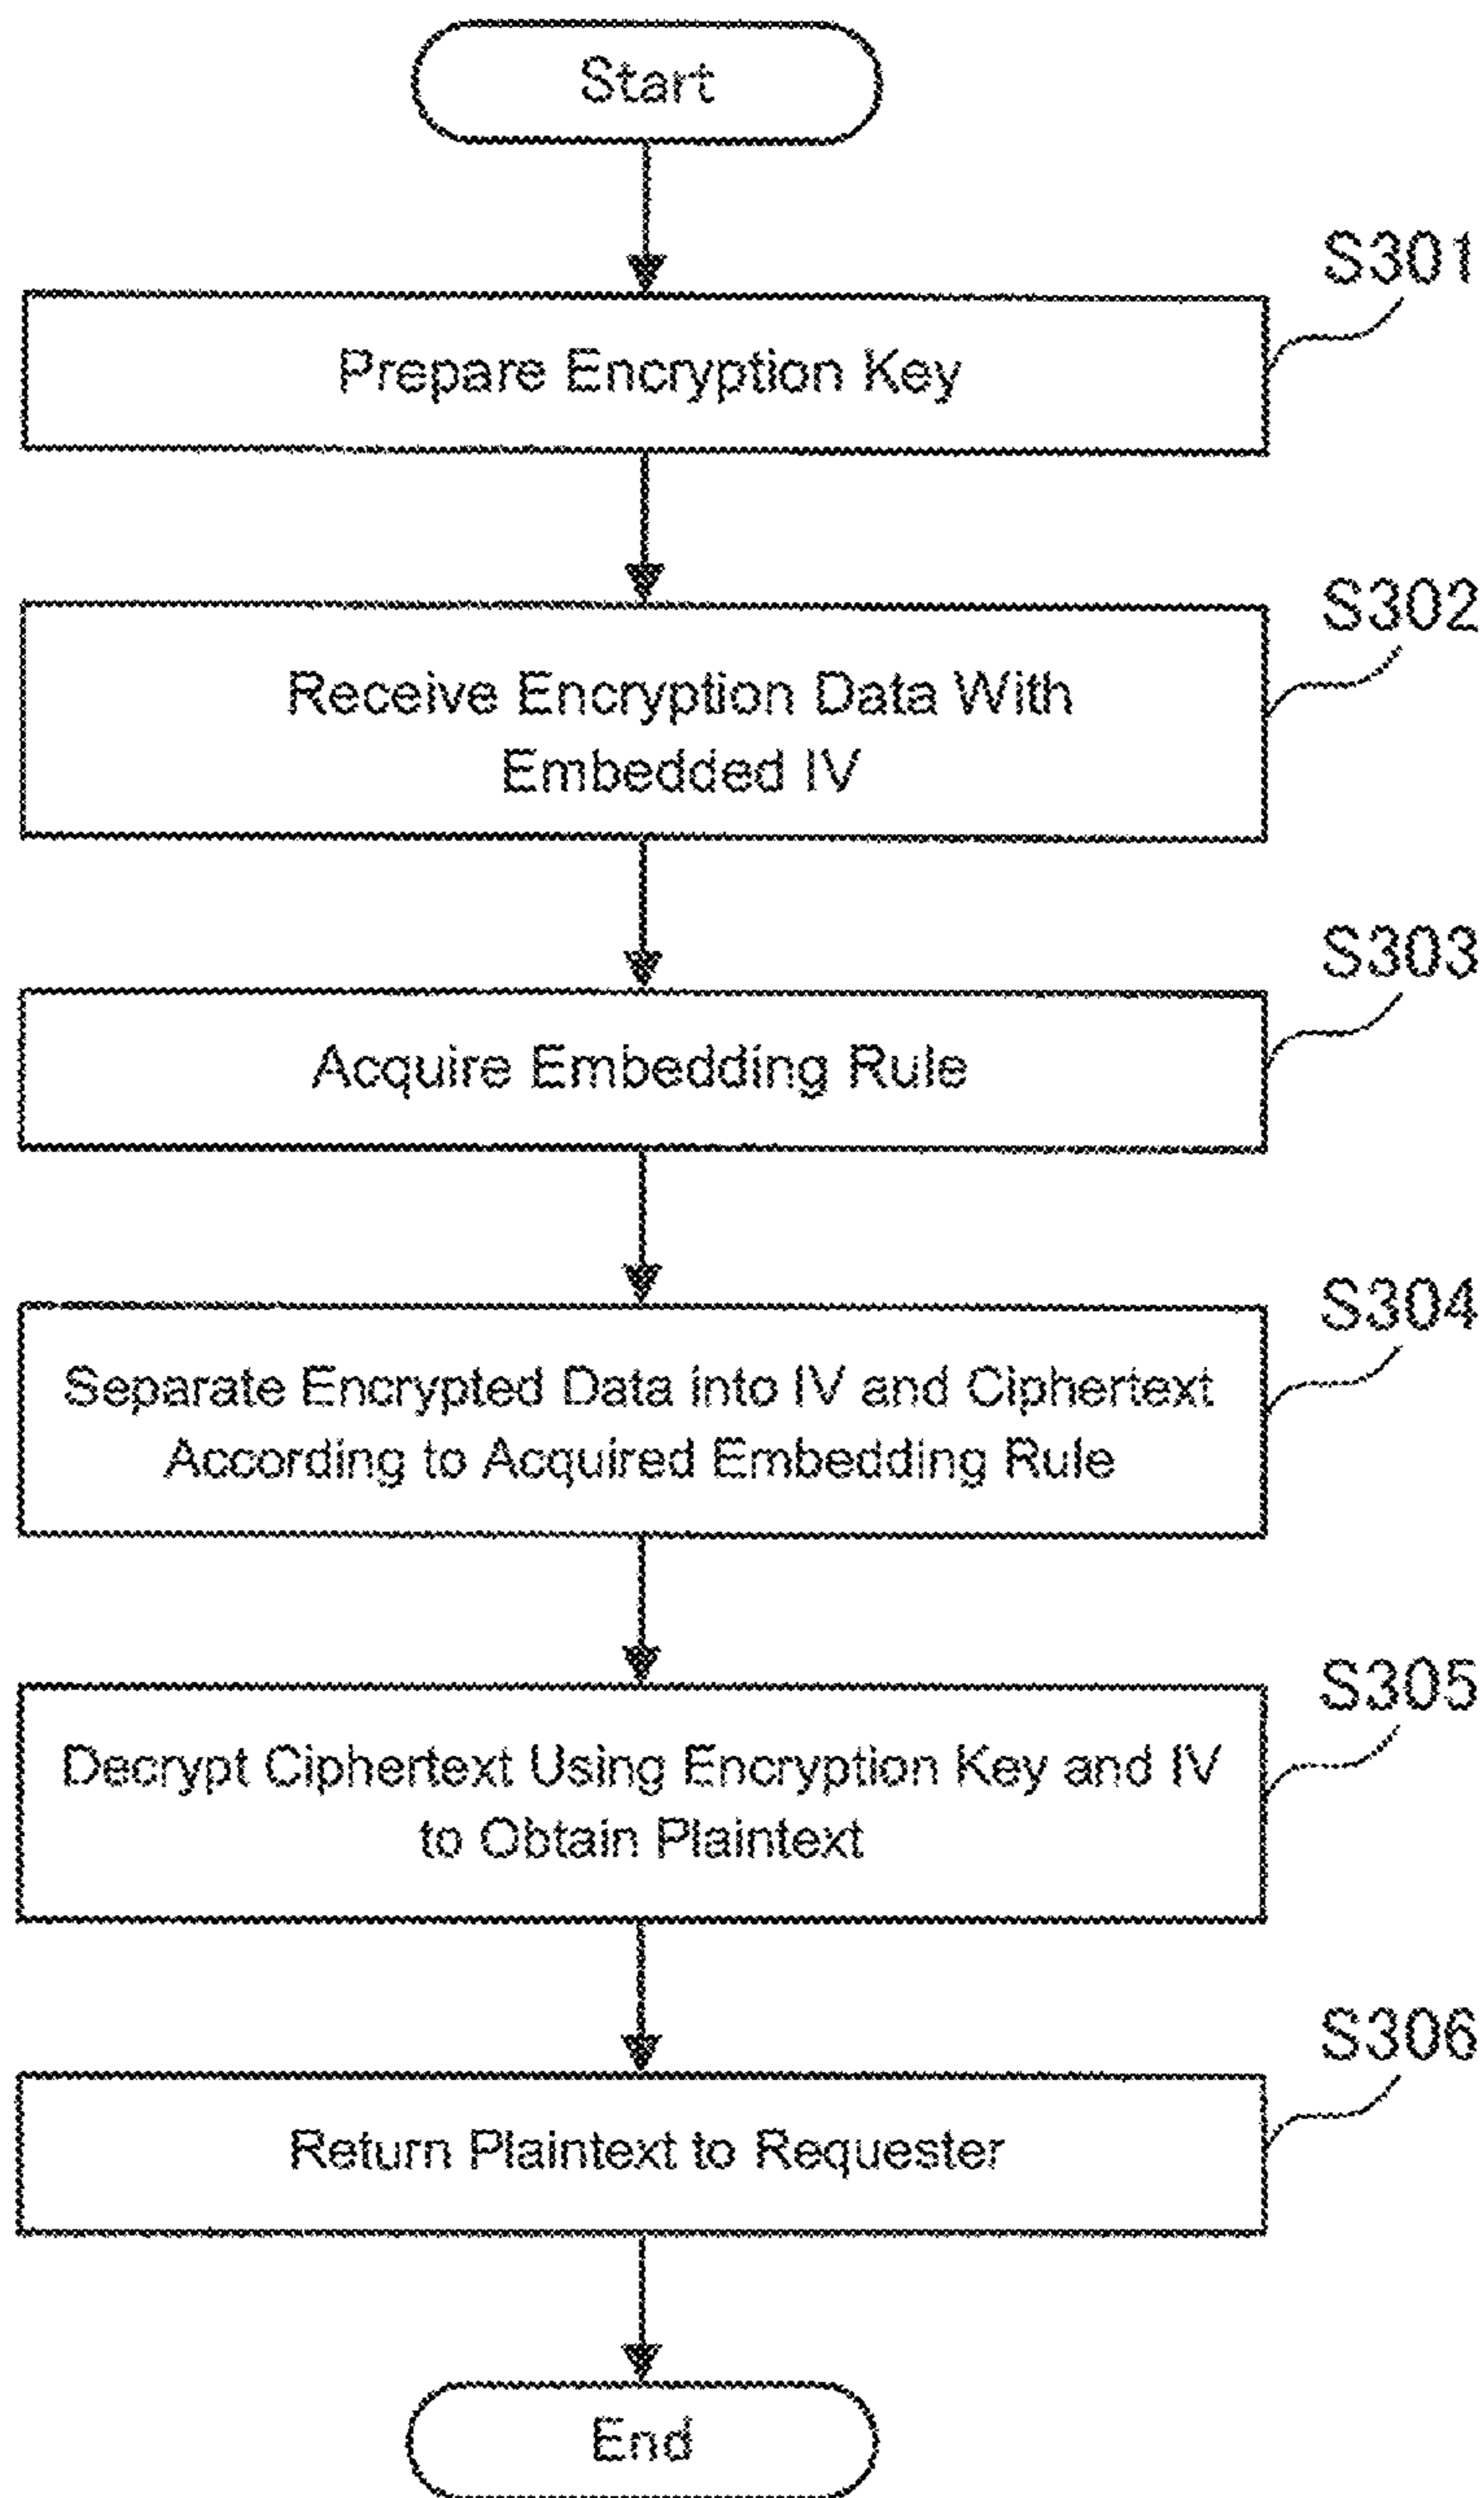 Start
S301
Prepare Encryption Key
S302
Receive Encryption Data With
Embedded IV
S303
Acquire Embedding Rule
S304
Separate Encrypted Data into IV and Ciphertext
According to Acquired Embedding Rule
S305
Decrypt Ciphertext Using Encryption Key and IV
to Obtain Plaintext
S306
Return Plaintext to Requester
End